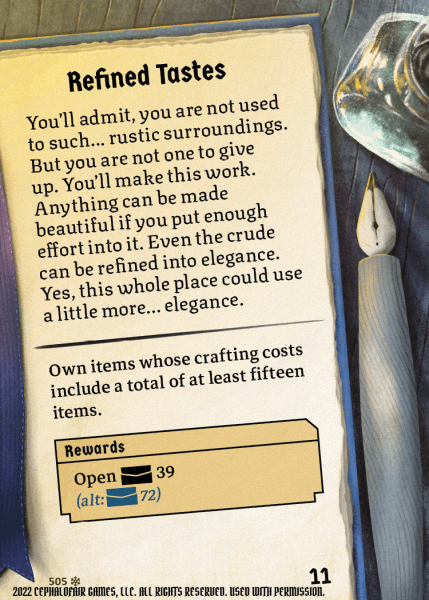 Refined Tastes
You’ll admit, you are not used
to such... rustic surroundings.
But you are not one to give
up. You’ll make this work.
Anything can be made
beautiful if you put enough
effort into it. Even the crude
can be refined into elegance.
Yes, this whole place could use
a little more... elegance.
Own items whose crafting costs
include a total of at least fifteen
items.
Rewards
Open 39
(alt: 72)
505
11
2022 CEPHALOFAIR GAMES, LLC. ALL RIGHTS RESERVED. USED WITH PERMISSION.